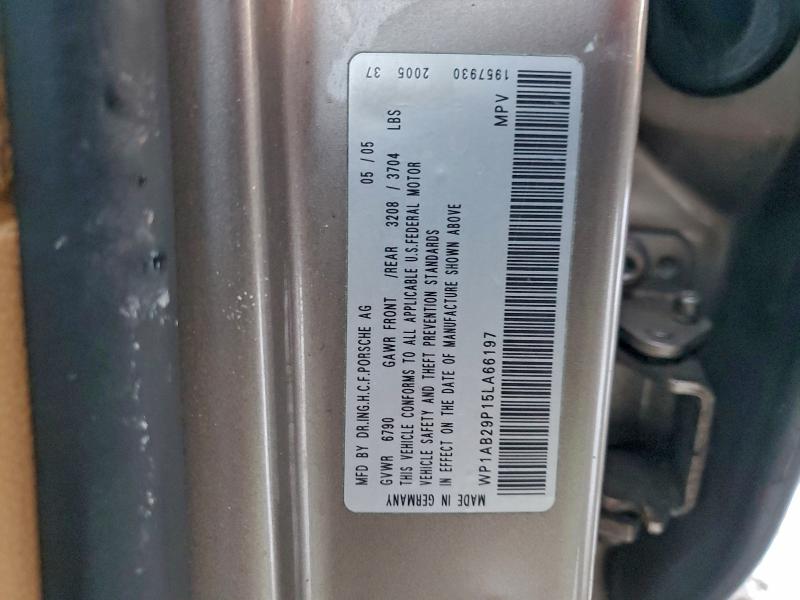 MADE IN GERMANY
MFD BY DR.ING.H.C.F.PORSCHE AG 05 / 05
GVWR 6790 GAWR FRONT /REAR 3208 / 3704 LBS
THIS VEHICLE CONFORMS TO ALL APPLICABLE U.S.FEDERAL MOTOR
VEHICLE SAFETY AND THEFT PREVENTION STANDARDS
IN EFFECT ON THE DATE OF MANUFACTURE SHOWN ABOVE
WP1AB29P15LA66197 MPV
37 2005 1957930